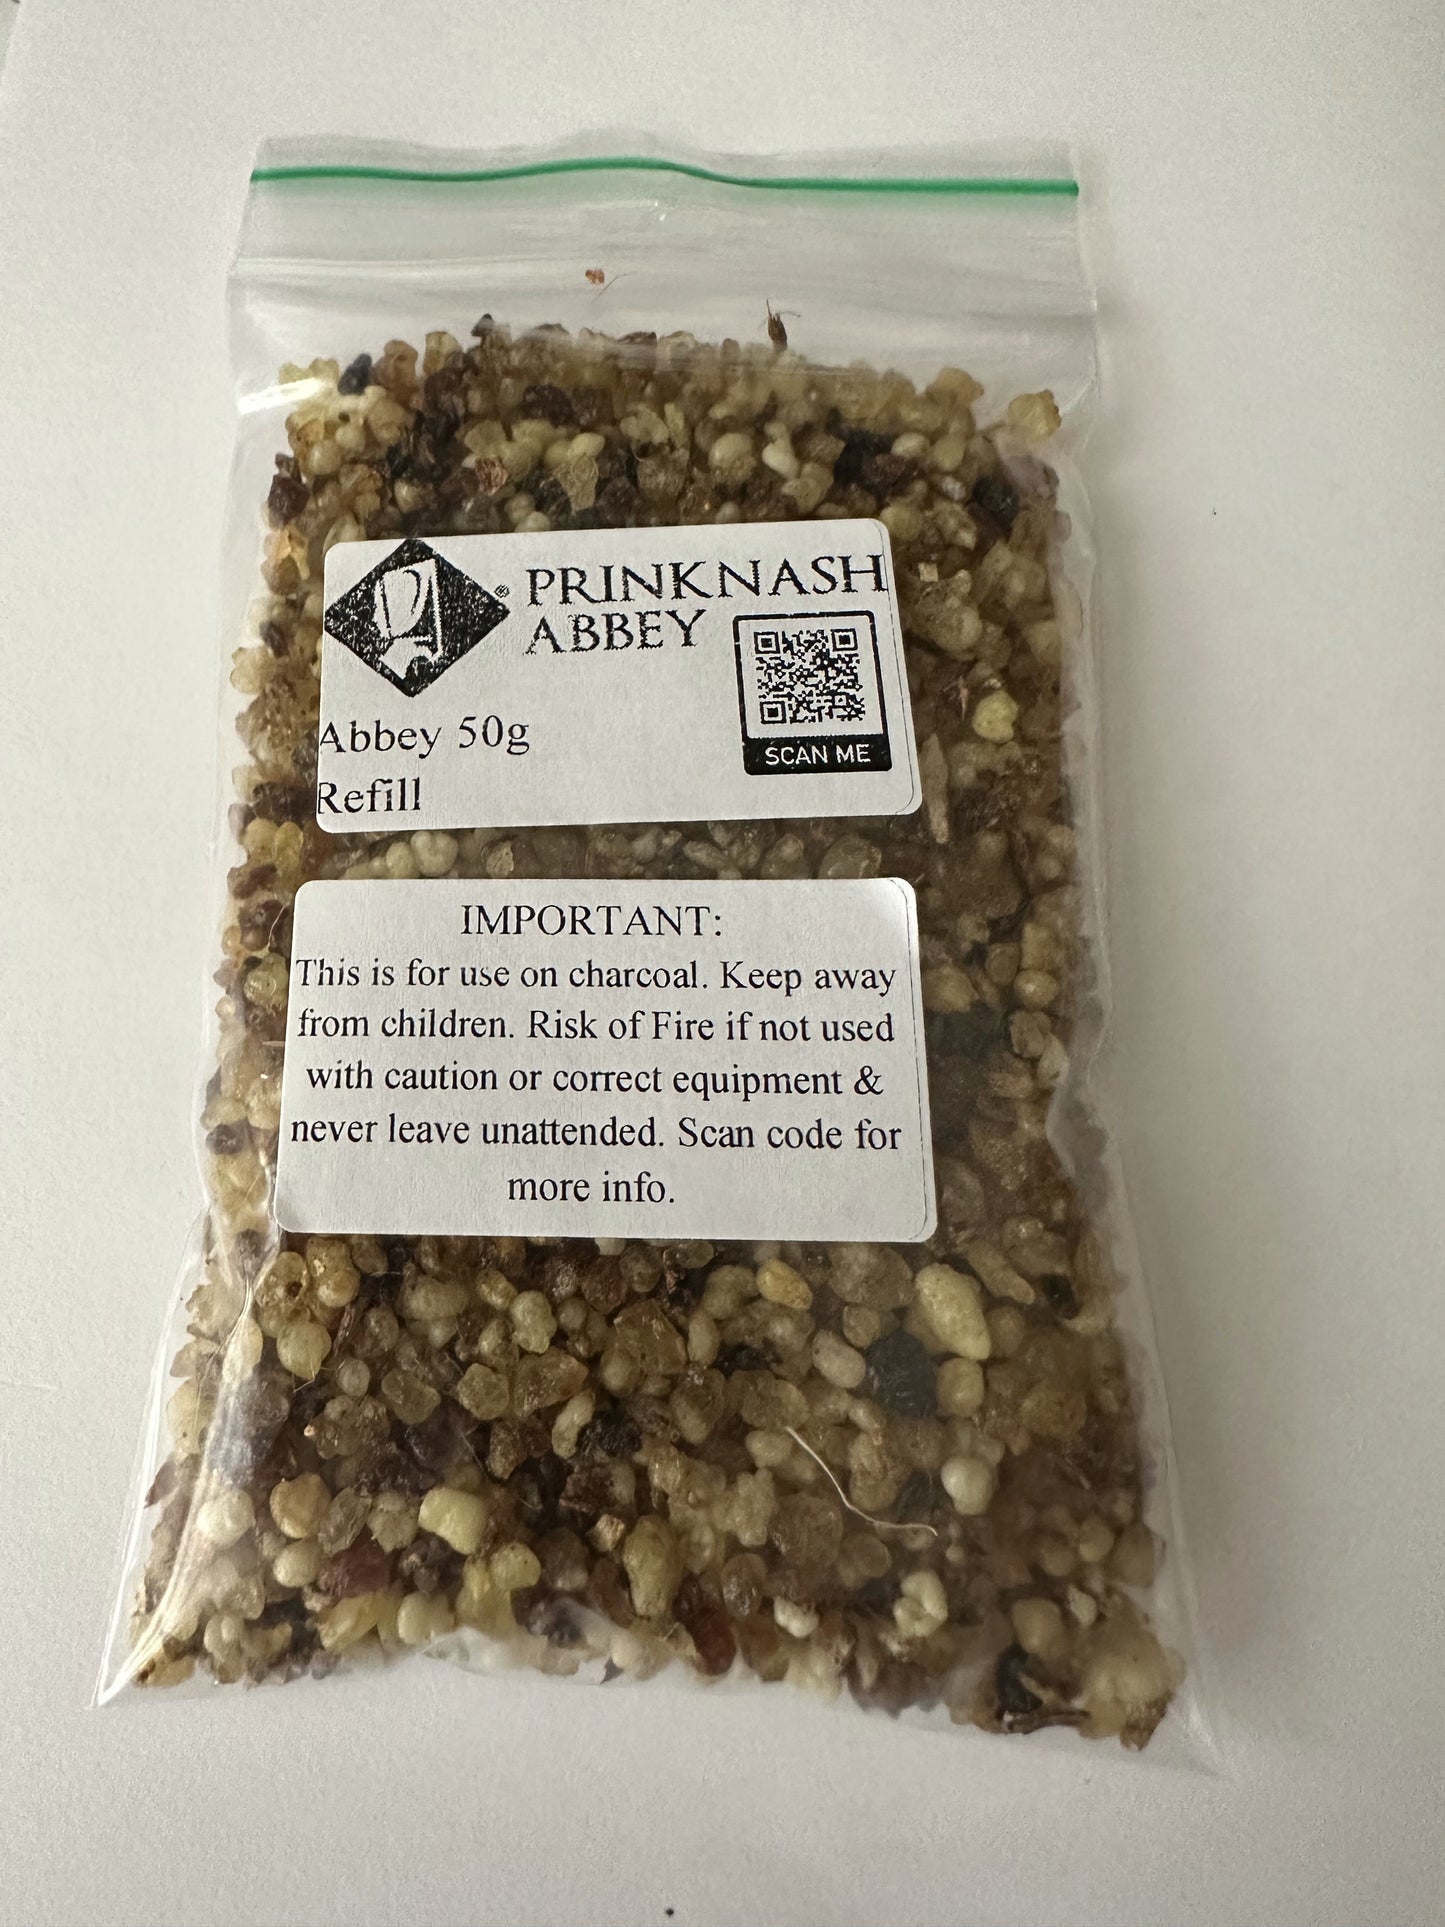 PRINKNASH
ABBEY
®
SCAN ME
Abbey 50g
Refill
IMPORTANT:
This is for use on charcoal. Keep away
from children. Risk of Fire if not used
with caution or correct equipment &
never leave unattended. Scan code for
more info.